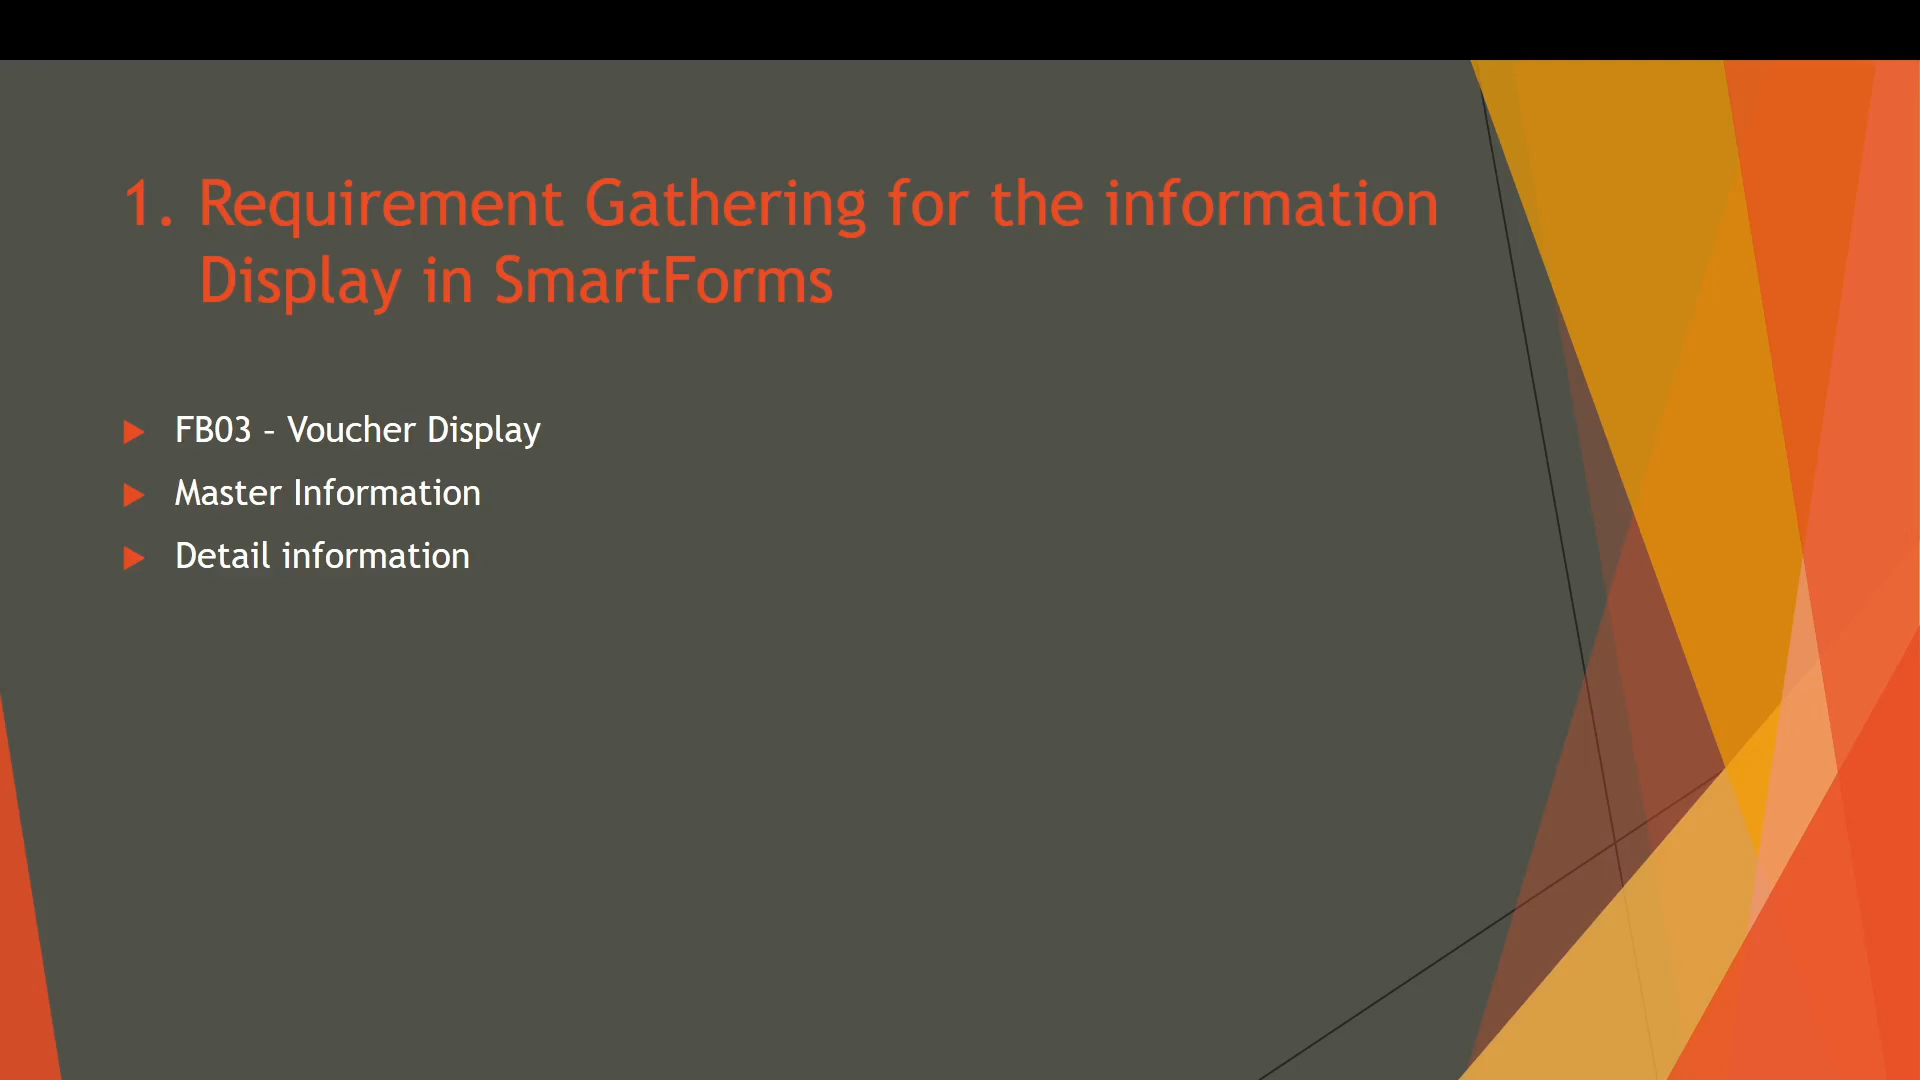 1. Requirement Gathering for the information
Display in SmartForms
FB03 – Voucher Display
Master Information
Detail information